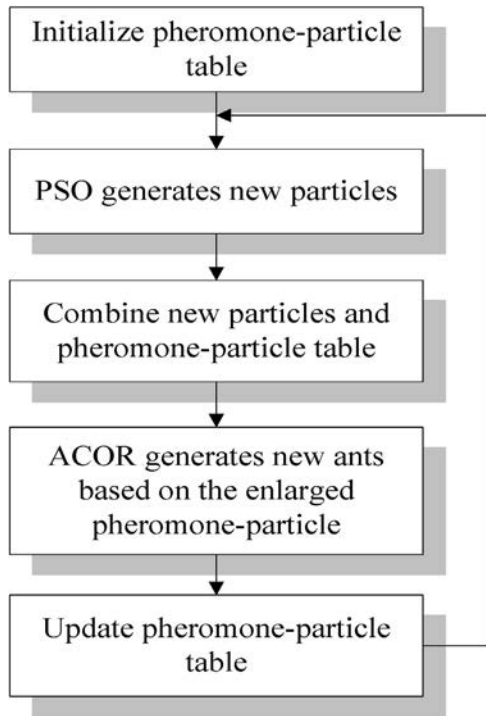 Initialize pheromone-particle
table
PSO generates new particles
Combine new particles and
pheromone-particle table
ACOR generates new ants
based on the enlarged
pheromone-particle
Update pheromone-particle
table